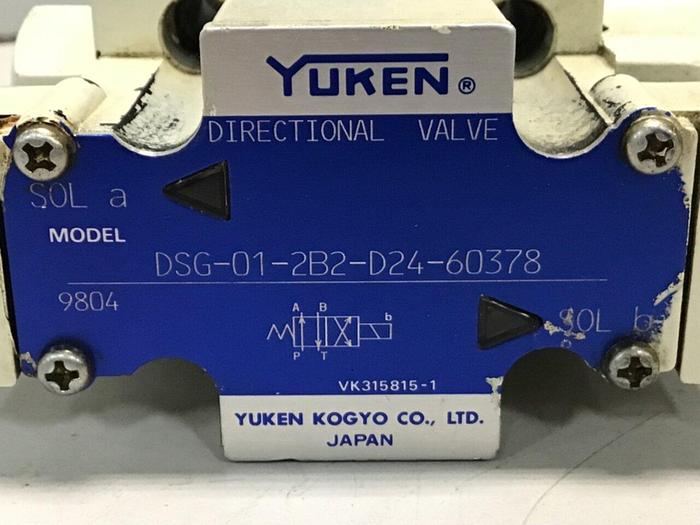 YUKEN®
DIRECTIONAL VALVE
SOL a
MODEL
DSG-01-2B2-D24-60378
9804
A B
b
P T
SOL b
VK315815-1
YUKEN KOGYO CO., LTD.
JAPAN